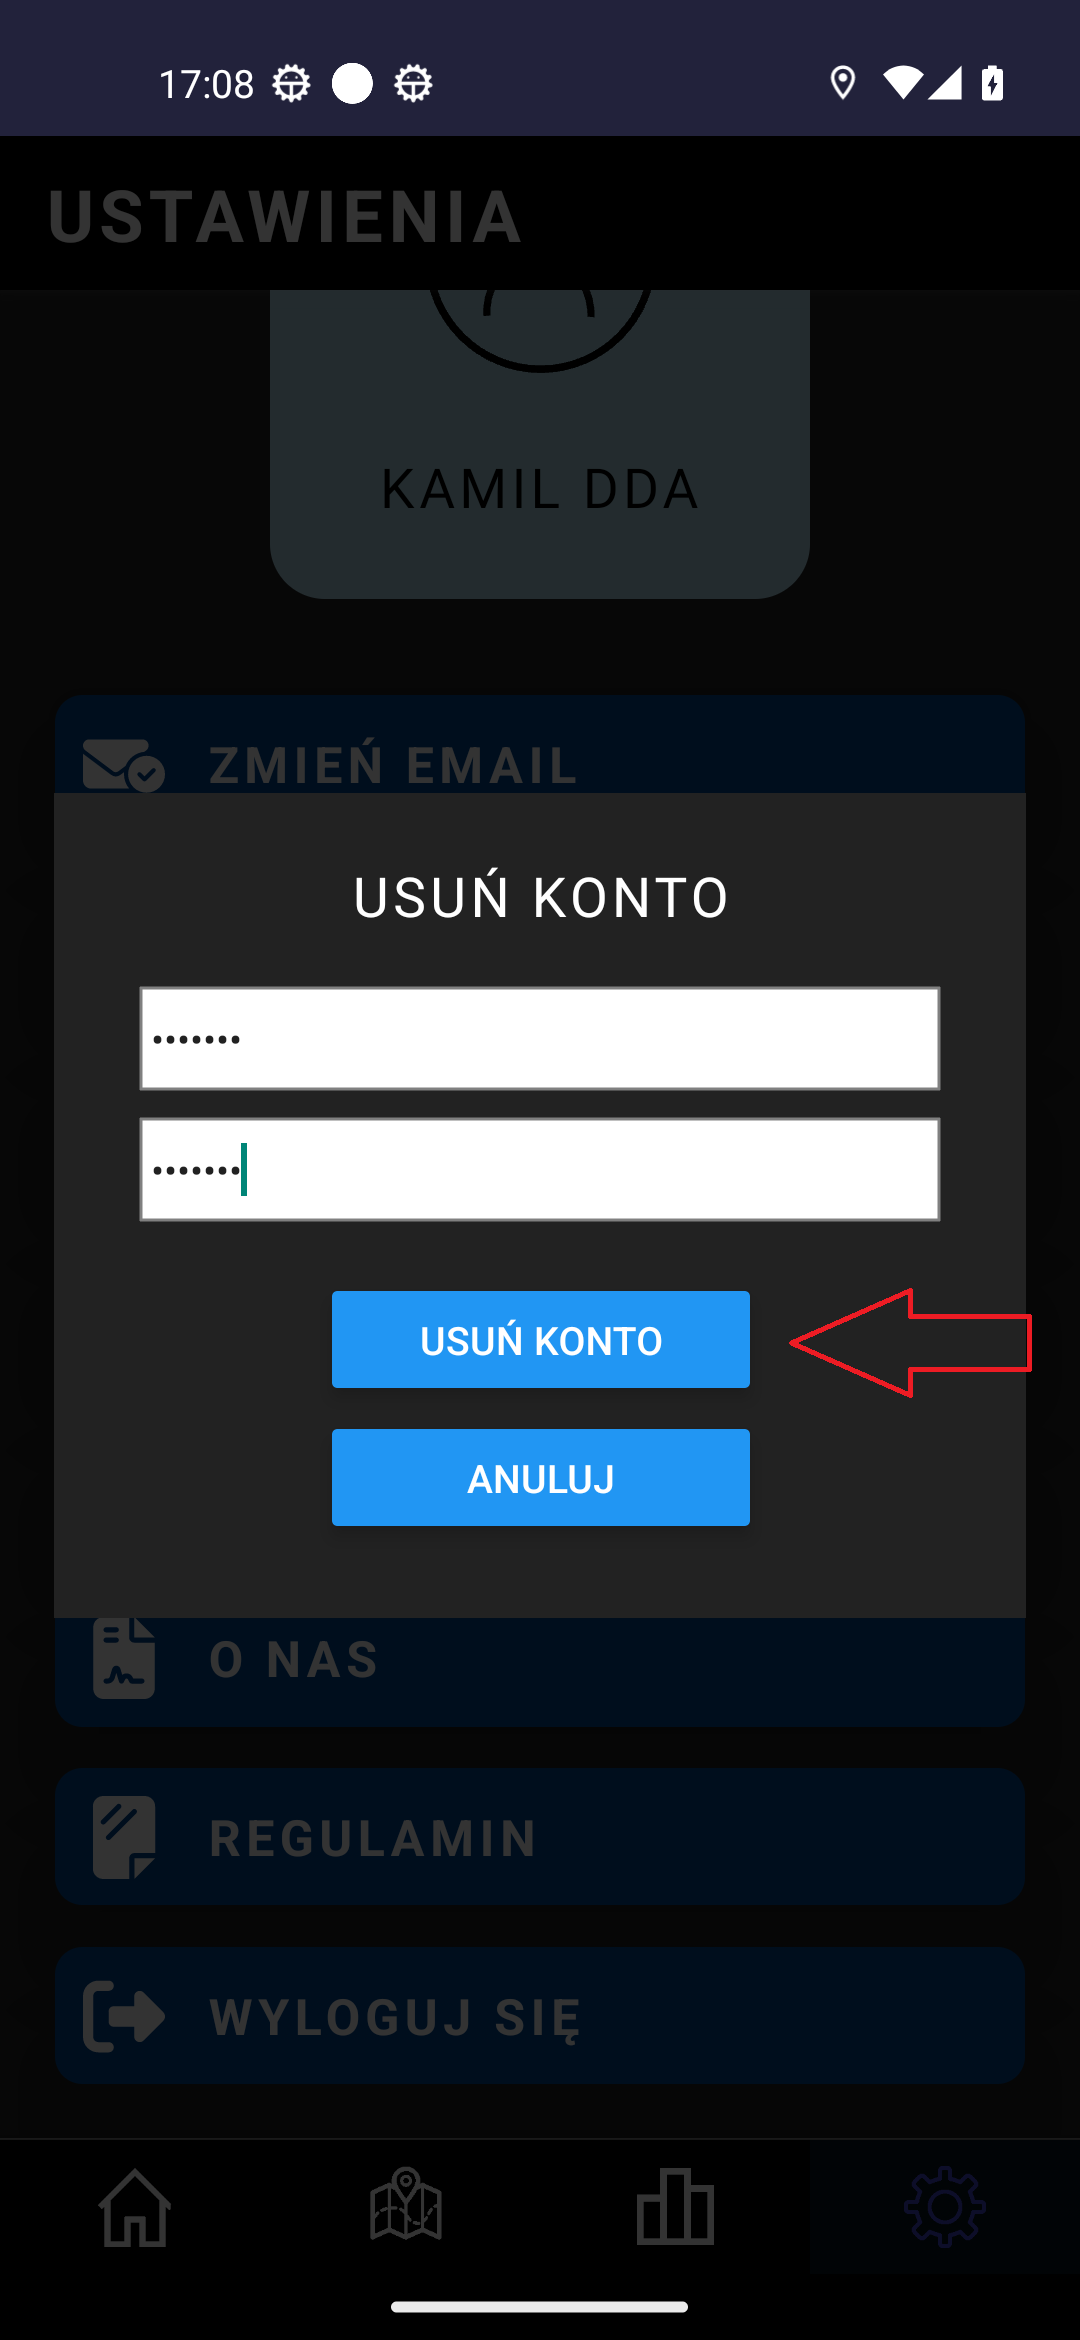 17:08
USTAWIENIA
KAMIL DDA
ZMIEŃ EMAIL
USUŃ KONTO
•••••••
•••••••
USUŃ KONTO
ANULUJ
O NAS
REGULAMIN
WYLOGUJ SIĘ